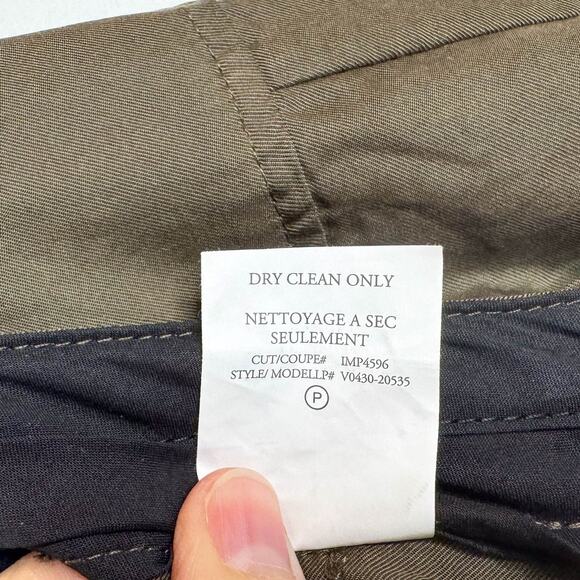 DRY CLEAN ONLY
NETTOYAGE A SEC
SEULEMENT
CUT/COUPE# IMP4596
STYLE/ MODELLP# V0430-20535
P